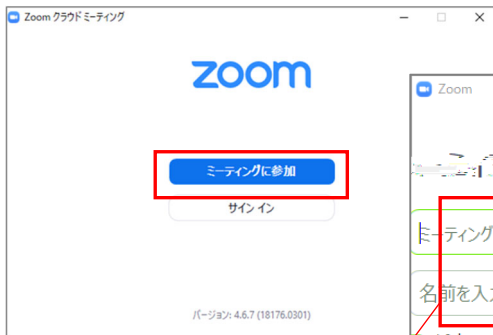 Zoom クラウド ミーティング
zoom
ミーティングに参加
サイン イン
バージョン: 4.6.7 (18176.0301)
Zoom
ミーティング
名前を入